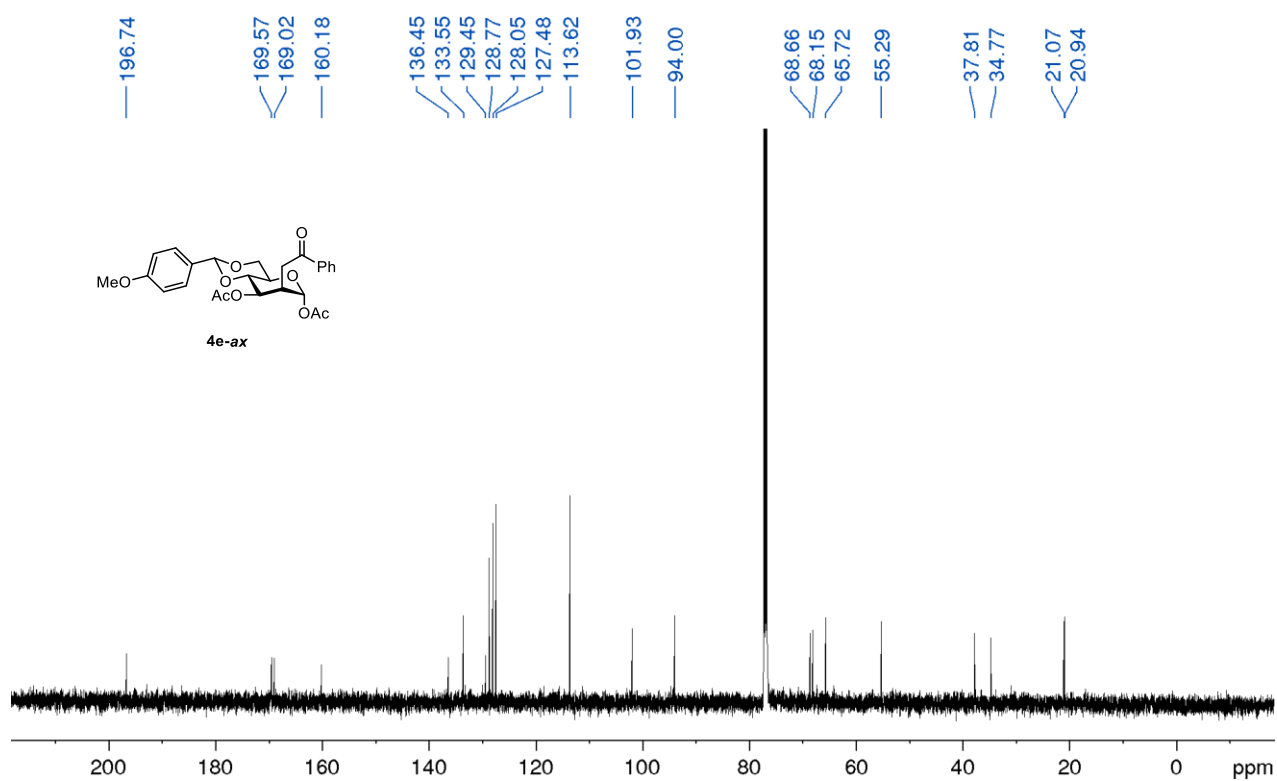 196.74
169.57
169.02
160.18
136.45
133.55
129.45
128.77
128.05
127.48
113.62
101.93
94.00
68.66
68.15
65.72
55.29
37.81
34.77
21.07
20.94
O
Ph
O
O
O
MeO
AcO
OAc
4e-ax
200 180 160 140 120 100 80 60 40 20 0 ppm